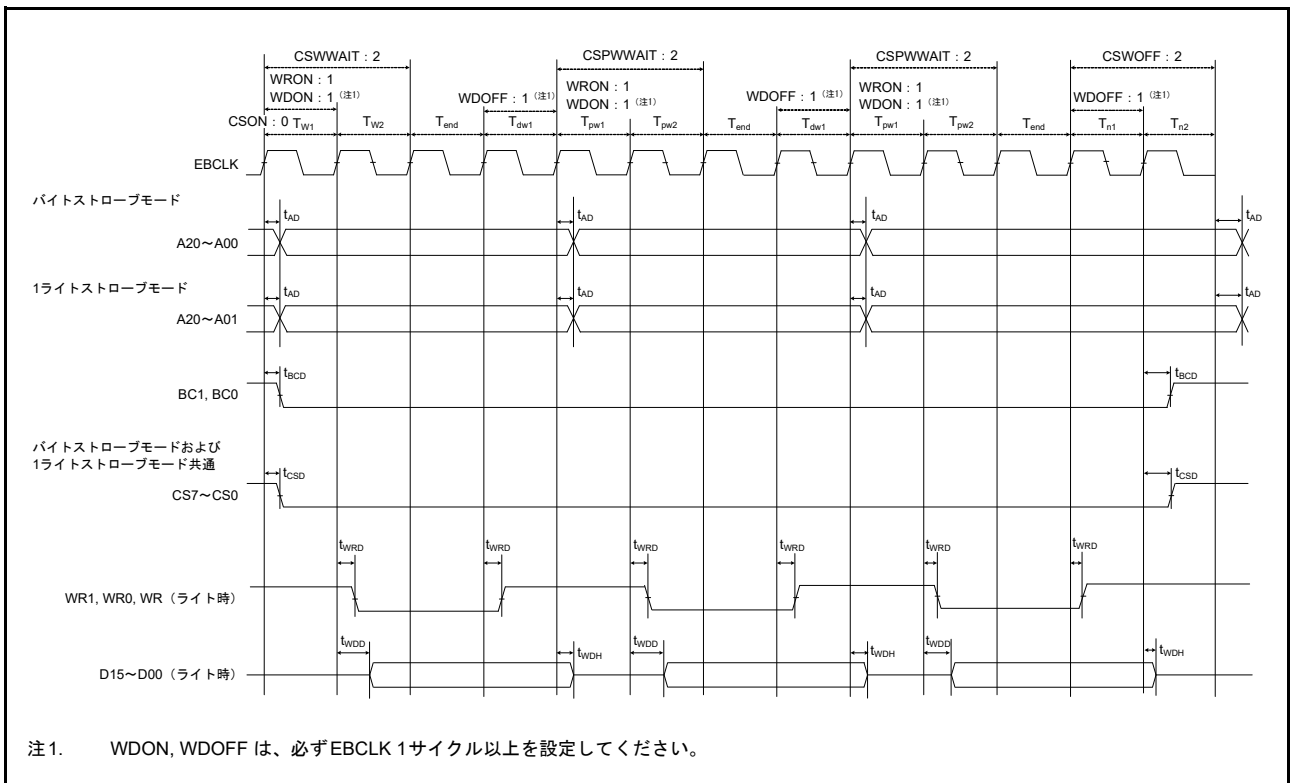 CSWWAIT : 2 CSPWWAIT : 2 CSPWWAIT : 2 CSWOFF : 2
WRON : 1 WRON : 1 WRON : 1
WDON : 1 (注1) WDOFF : 1 (注1) WDON : 1 (注1) WDOFF : 1 (注1) WDON : 1 (注1) WDOFF : 1 (注1)
CSON : 0 TW1 TW2 Tend Tdw1 Tpw1 Tpw2 Tend Tdw1 Tpw1 Tpw2 Tend Tn1 Tn2
EBCLK
バイトストローブモード
tAD tAD tAD tAD
A20～A00
1ライトストローブモード
tAD tAD tAD tAD
A20～A01
tBCD tBCD
BC1, BC0
バイトストローブモードおよび
1ライトストローブモード共通
tCSD tCSD
CS7～CS0
tWRD tWRD tWRD tWRD tWRD tWRD
WR1, WR0, WR（ライト時）
tWDD tWDH tWDD tWDH tWDD tWDH
D15～D00（ライト時）
注1. WDON, WDOFF は、必ずEBCLK 1サイクル以上を設定してください。